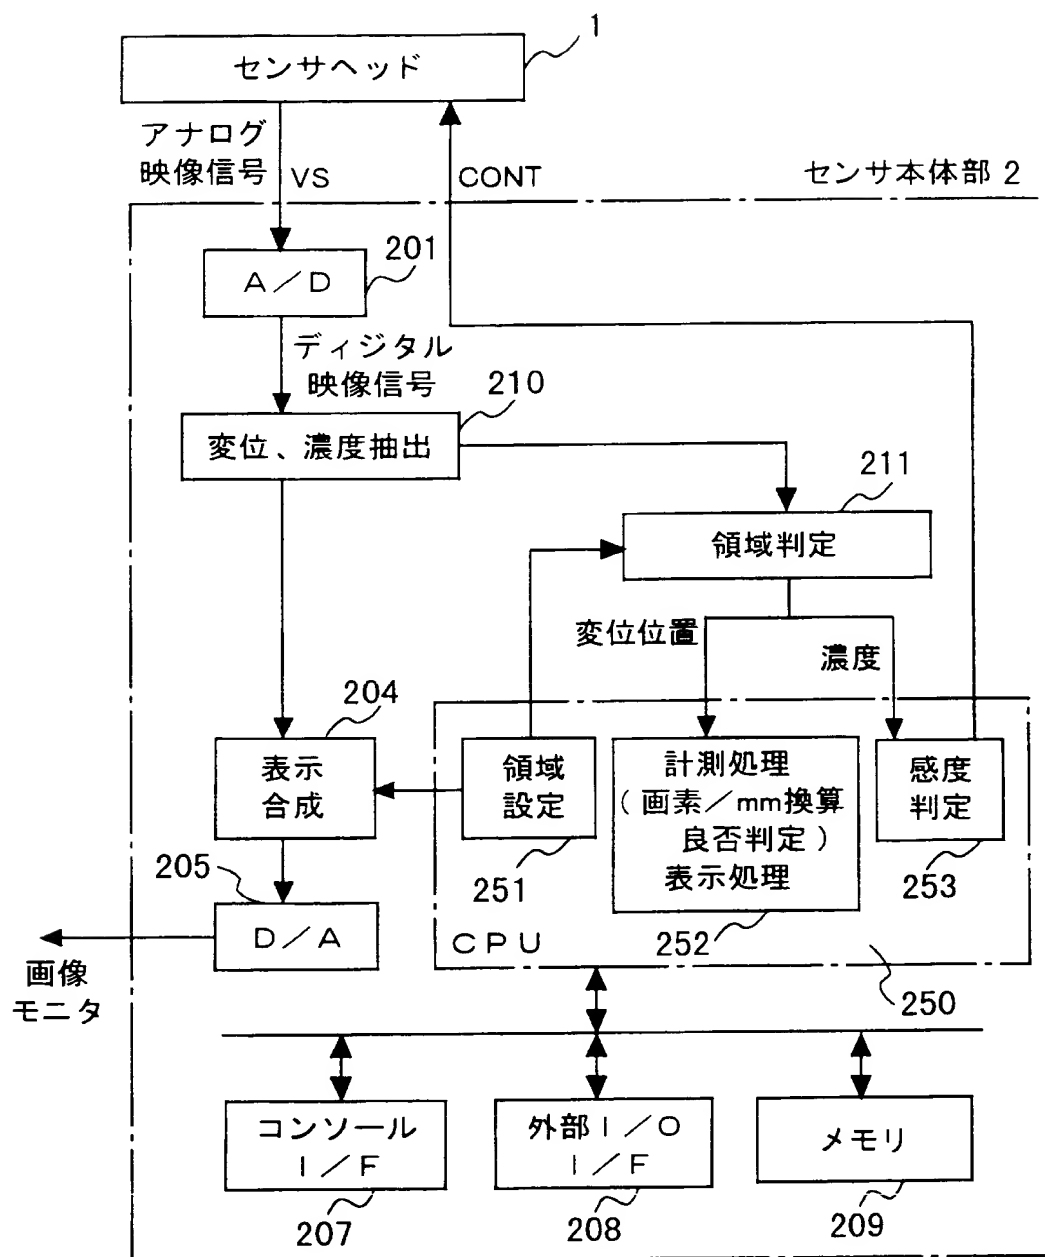 1
センサヘッド
アナログ
映像信号
VS
CONT
センサ本体部 2
201
A／D
ディジタル
映像信号
210
変位、濃度抽出
211
領域判定
変位位置
濃度
204
表示
合成
領域
設定
計測処理
（画素／mm換算
良否判定）
表示処理
感度
判定
205
251
253
D／A
CPU
252
画像
モニタ
250
コンソール
I／F
外部I／O
I／F
メモリ
207
208
209